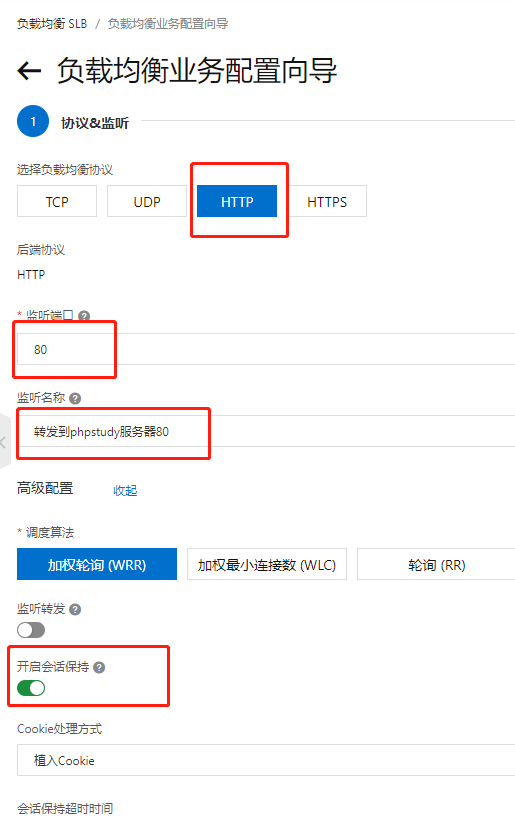 负载均衡 SLB / 负载均衡业务配置向导
← 负载均衡业务配置向导
1 协议&监听
选择负载均衡协议
TCP UDP HTTP HTTPS
后端协议
HTTP
* 监听端口 ?
80
监听名称 ?
转发到phpstudy服务器80
高级配置 收起
* 调度算法
加权轮询 (WRR) 加权最小连接数 (WLC) 轮询 (RR)
监听转发 ?
开启会话保持 ?
Cookie处理方式
植入Cookie
会话保持超时时间